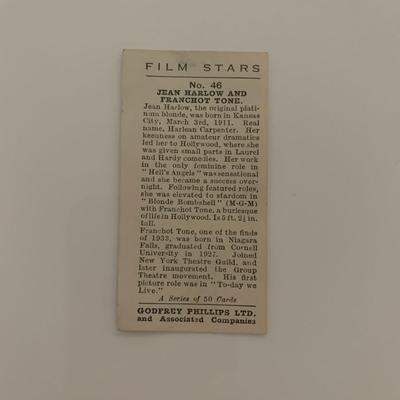 FILM STARS
No. 46
JEAN HARLOW AND
FRANCHOT TONE.
Jean Harlow, the original plati-
num blonde, was born in Kansas
City, March 3rd, 1911. Real
name, Harlean Carpenter. Her
keenness on amateur dramatics
led her to Hollywood, where she
was given small parts in Laurel
and Hardy comedies. Her work
in the only feminine role in
"Hell's Angels" was sensational
and she became a success over-
night. Following featured roles,
she was elevated to stardom in
"Blonde Bombshell" (M-G-M)
with Franchot Tone, a burlesque
of life in Hollywood. Is 5 ft. 2½ in.
tall.
Franchot Tone, one of the finds
of 1933, was born in Niagara
Falls, graduated from Cornell
University in 1927. Joined
New York Theatre Guild, and
later inaugurated the Group
Theatre movement. His first
picture role was in "To-day we
Live."
A Series of 50 Cards
GODFREY PHILLIPS LTD.
and Associated Companies